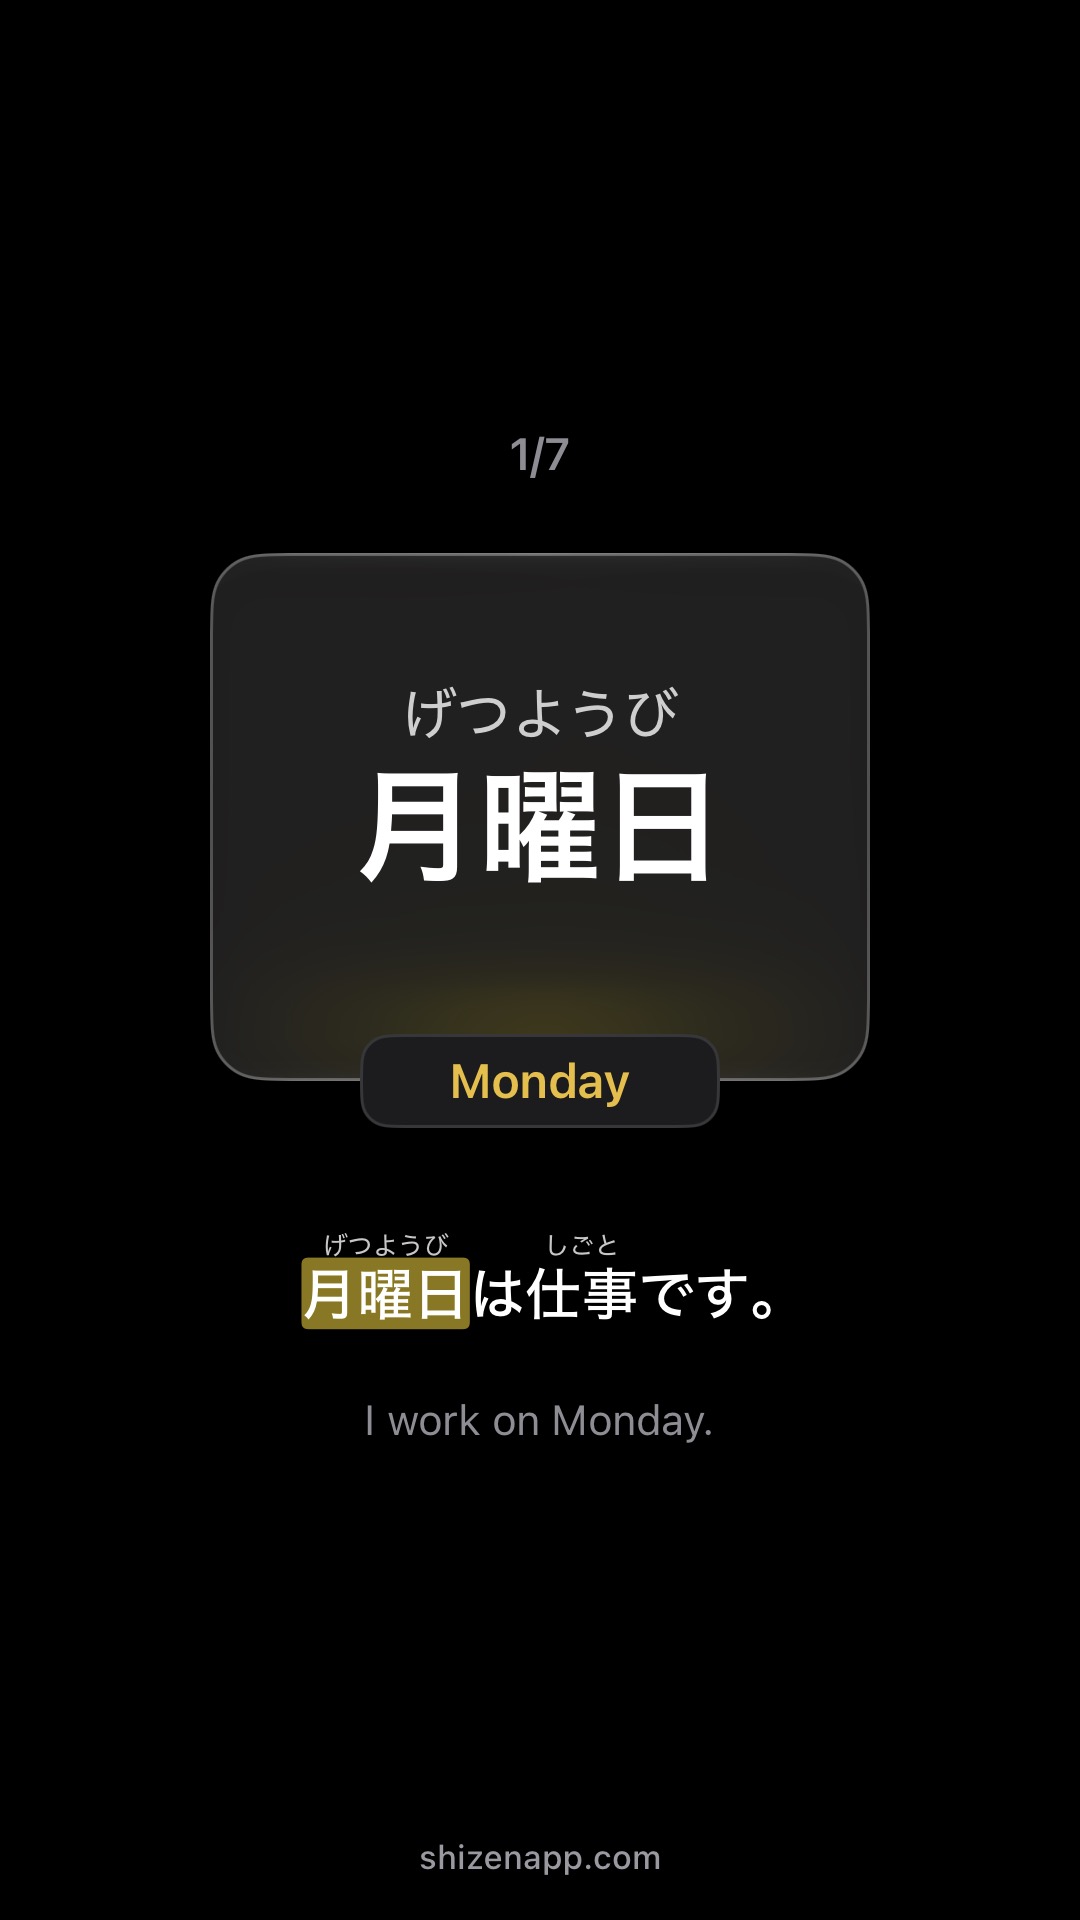 1/7
げつようび
月曜日
Monday
げつようび しごと
月曜日は仕事です。
I work on Monday.
shizenapp.com